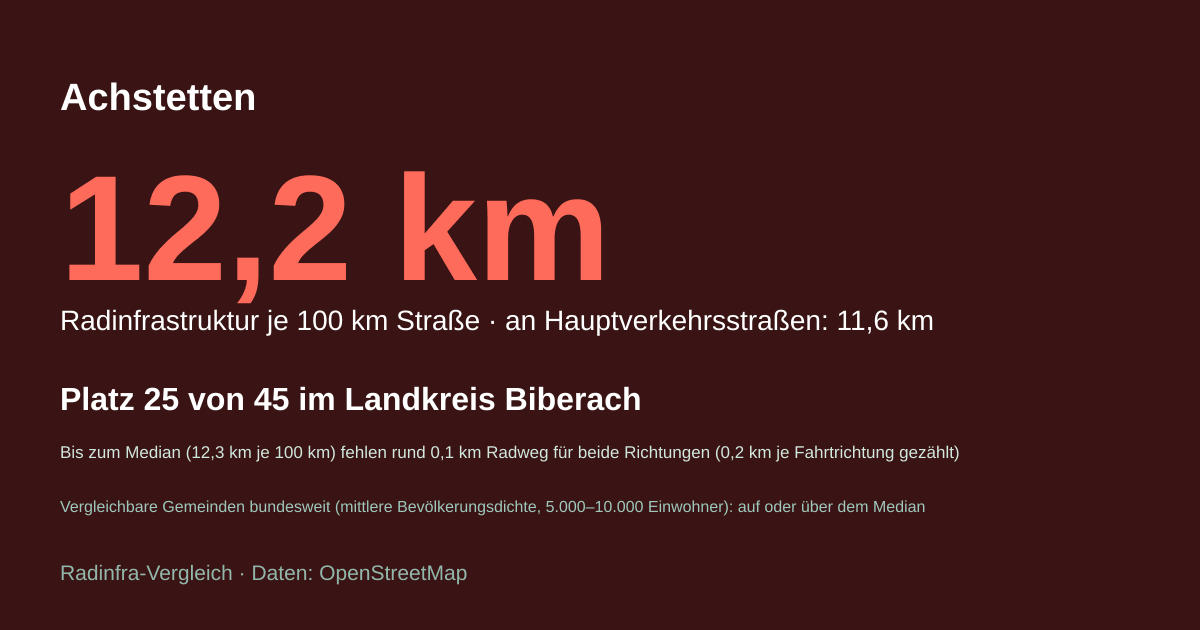 Achstetten
12,2 km
Radinfrastruktur je 100 km Straße · an Hauptverkehrsstraßen: 11,6 km
Platz 25 von 45 im Landkreis Biberach
Bis zum Median (12,3 km je 100 km) fehlen rund 0,1 km Radweg für beide Richtungen (0,2 km je Fahrtrichtung gezählt)
Vergleichbare Gemeinden bundesweit (mittlere Bevölkerungsdichte, 5.000–10.000 Einwohner): auf oder über dem Median
Radinfra-Vergleich · Daten: OpenStreetMap